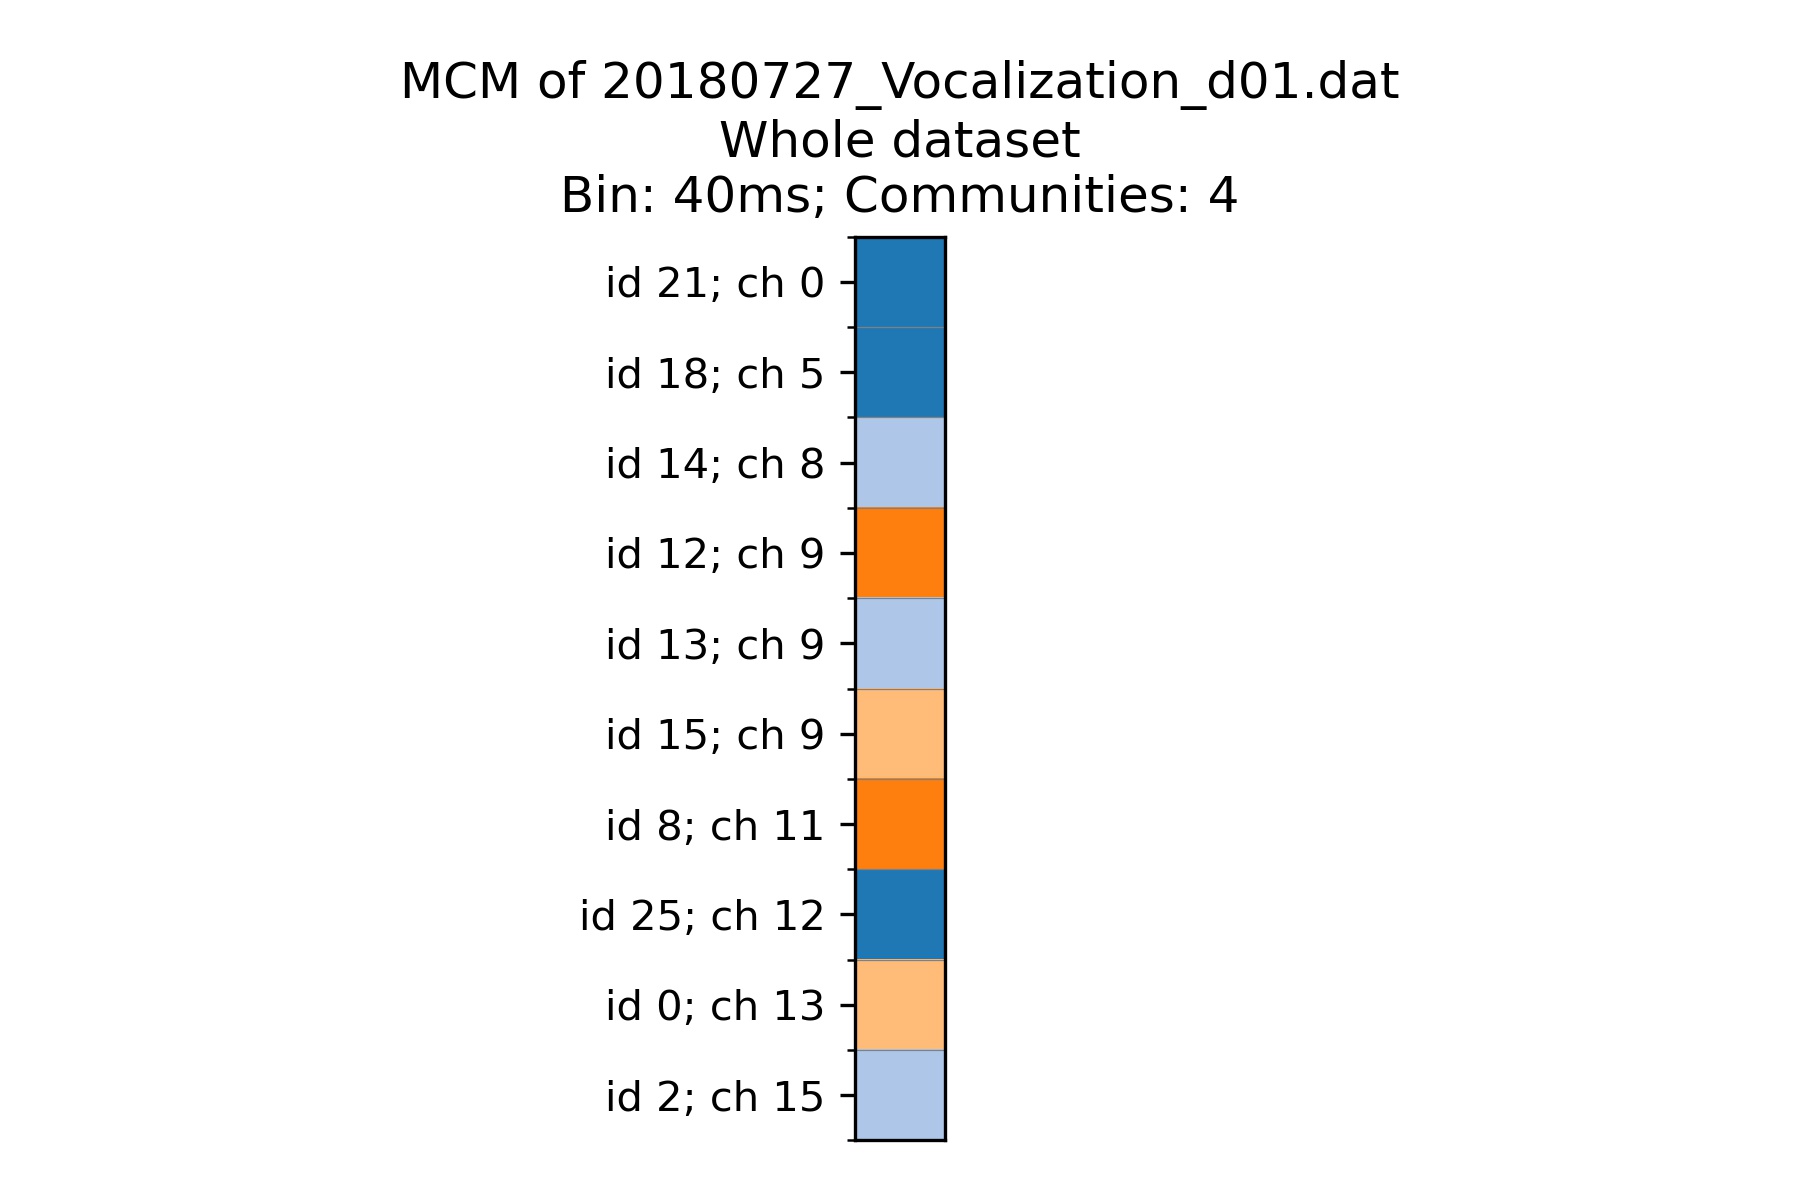 MCM of 20180727_Vocalization_d01.dat
Whole dataset
Bin: 40ms; Communities: 4
id 21; ch 0
id 18; ch 5
id 14; ch 8
id 12; ch 9
id 13; ch 9
id 15; ch 9
id 8; ch 11
id 25; ch 12
id 0; ch 13
id 2; ch 15